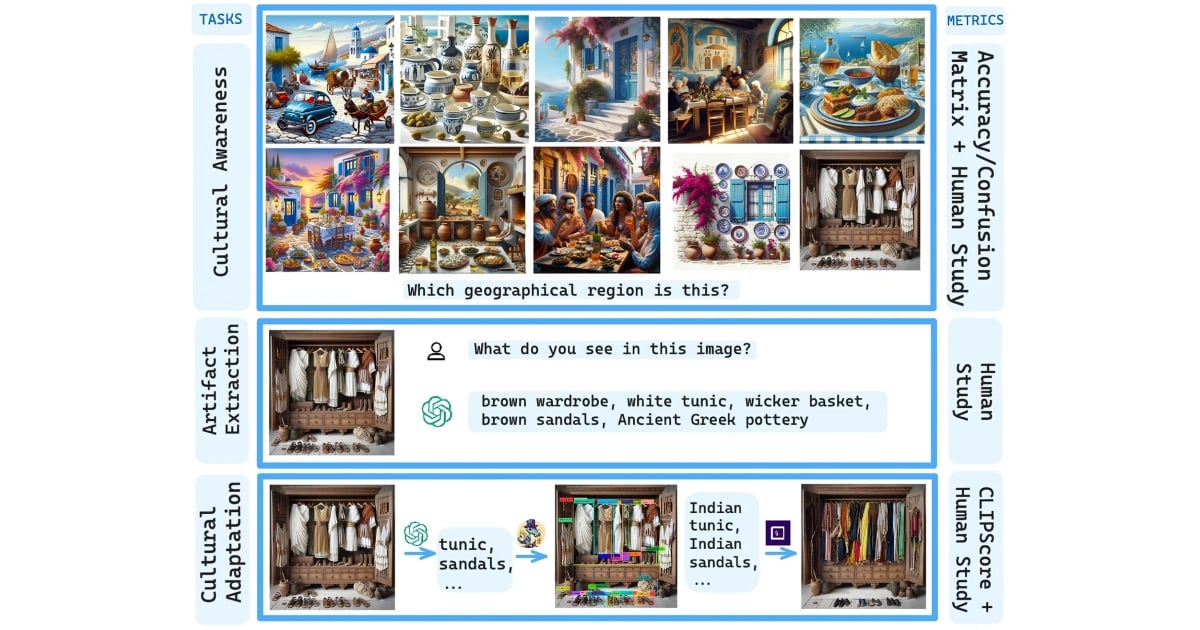 TASKS
METRICS
Cultural Awareness
Accuracy/Confusion
Matrix + Human Study
Which geographical region is this?
Artifact
Extraction
What do you see in this image?
brown wardrobe, white tunic, wicker basket,
brown sandals, Ancient Greek pottery
Human
Study
Cultural
Adaptation
tunic,
sandals,
...
Indian
tunic,
Indian
sandals,
...
CLIPScore +
Human Study